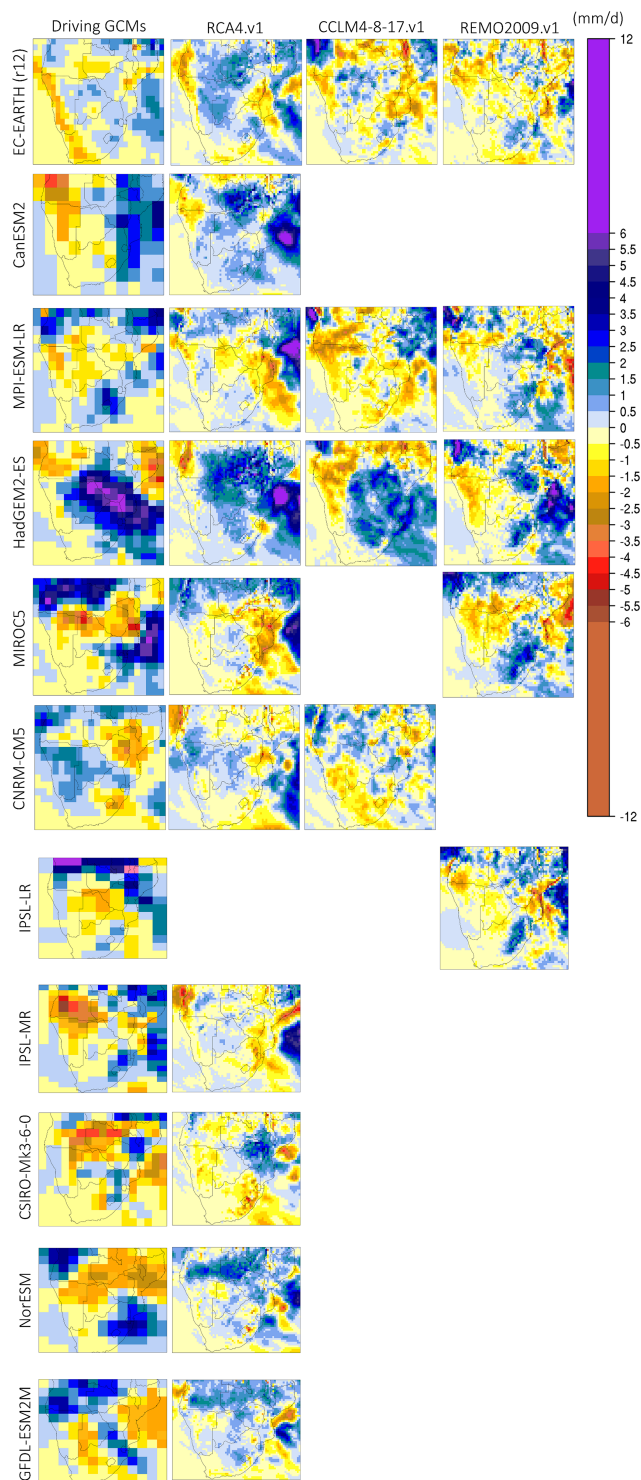 (mm/d)
Driving GCMs RCA4.v1 CCLM4-8-17.v1 REMO2009.v1
EC-EARTH (r12)
CanESM2
MPI-ESM-LR
HadGEM2-ES
MIROC5
CNRM-CM5
IPSL-LR
IPSL-MR
CSIRO-Mk3-6-0
NorESM
GFDL-ESM2M
12
6
5.5
5
4.5
4
3.5
3
2.5
2
1.5
1
0.5
0
-0.5
-1
-1.5
-2
-2.5
-3
-3.5
-4
-4.5
-5
-5.5
-6
-12